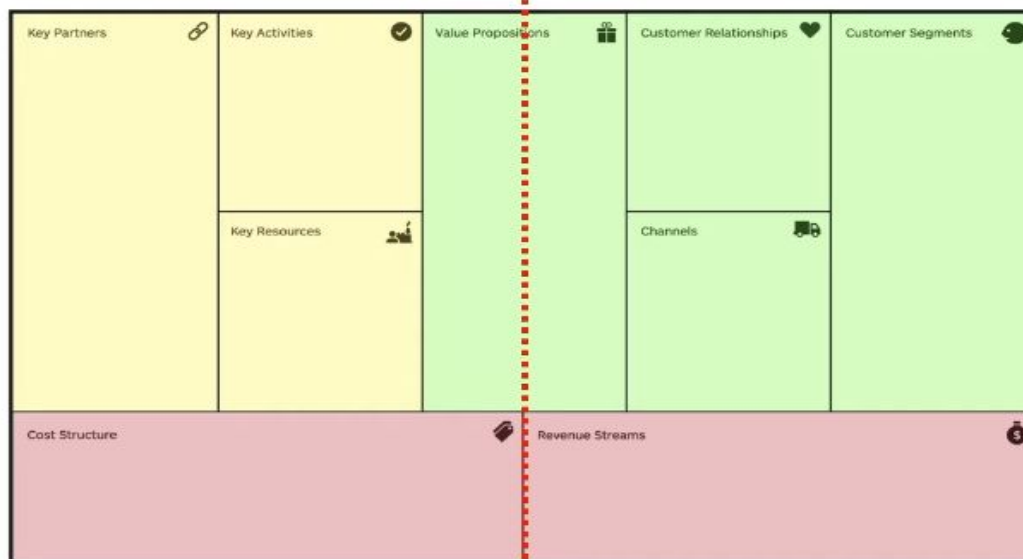 Key Partners
Key Activities
Value Propositions
Customer Relationships
Customer Segments
Key Resources
Channels
Cost Structure
Revenue Streams
$